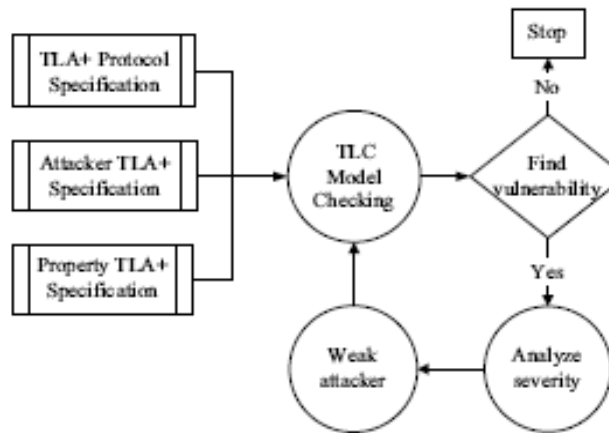 TLA+ Protocol
Specification
Attacker TLA+
Specification
Property TLA+
Specification
TLC
Model
Checking
Stop
No
Find
vulnerability
Yes
Analyze
severity
Weak
attacker